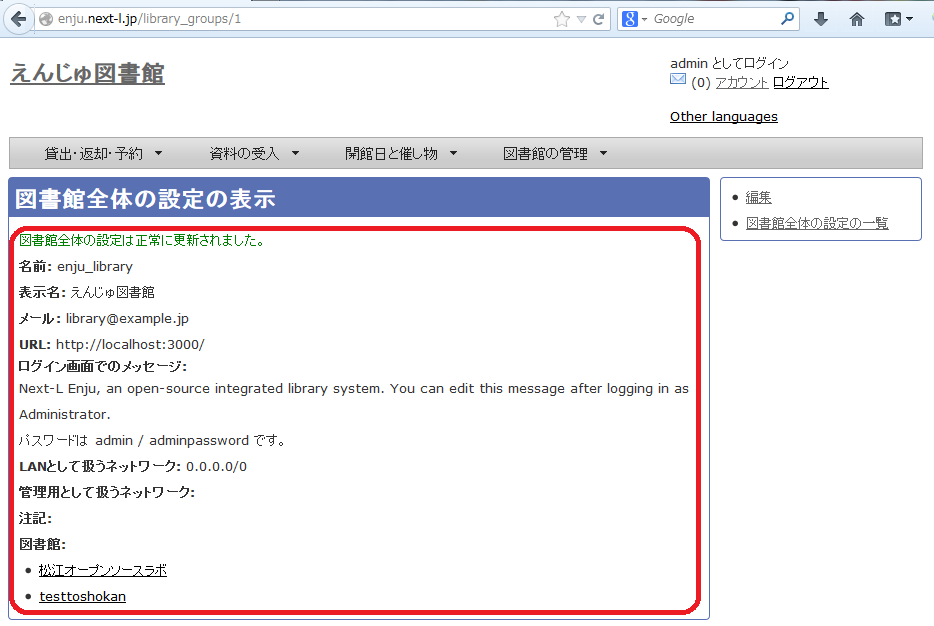 enju.next-l.jp/library_groups/1
Google
えんじゅ図書館
admin としてログイン
(0) アカウント ログアウト
Other languages
貸出・返却・予約 資料の受入 開館日と催し物 図書館の管理
図書館全体の設定の表示
編集
図書館全体の設定の一覧
図書館全体の設定は正常に更新されました。
名前: enju_library
表示名: えんじゅ図書館
メール: library@example.jp
URL: http://localhost:3000/
ログイン画面でのメッセージ:
Next-L Enju, an open-source integrated library system. You can edit this message after logging in as
Administrator.
パスワードは admin / adminpassword です。
LANとして扱うネットワーク: 0.0.0.0/0
管理用として扱うネットワーク:
注記:
図書館:
松江オープンソースラボ
testtoshokan